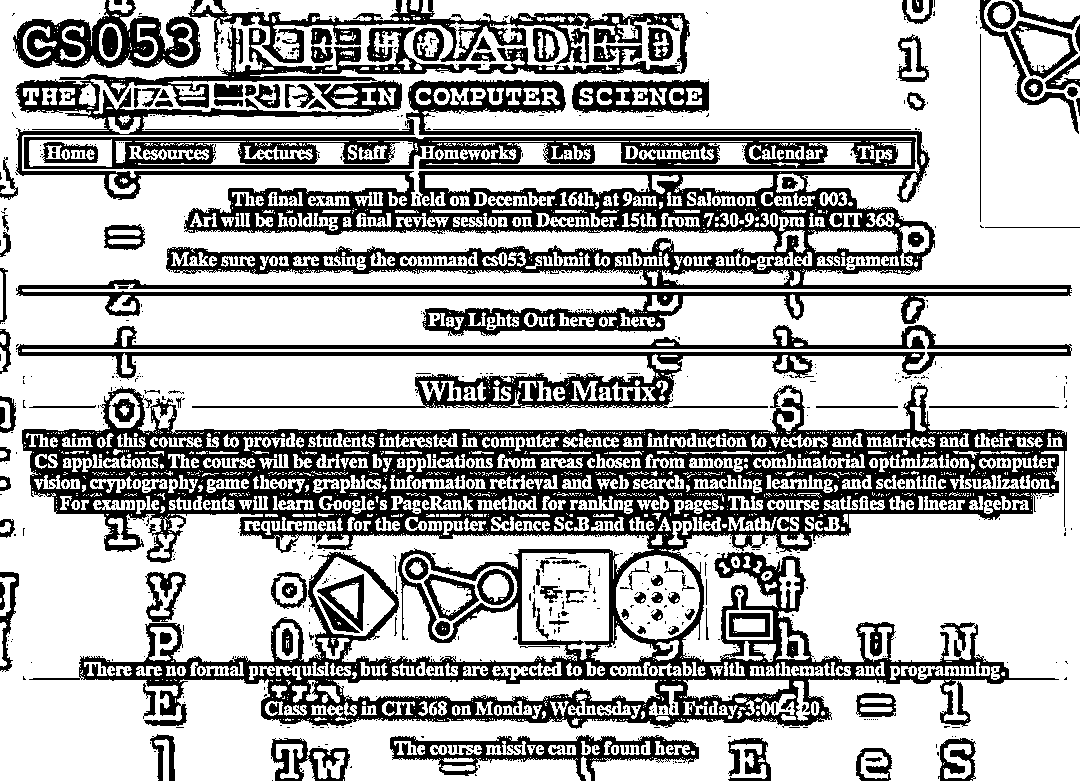 CS053 RELOADED
THE MATRIX IN COMPUTER SCIENCE
Home Resources Lectures Staff Homeworks Labs Documents Calendar Tips
The final exam will be held on December 16th, at 9am, in Salomon Center 003.
Ari will be holding a final review session on December 15th from 7:30-9:30pm in CIT 368.
Make sure you are using the command cs053_submit to submit your auto-graded assignments.
Play Lights Out here or here.
What is The Matrix?
The aim of this course is to provide students interested in computer science an introduction to vectors and matrices and their use in
CS applications. The course will be driven by applications from areas chosen from among: combinatorial optimization, computer
vision, cryptography, game theory, graphics, information retrieval and web search, maching learning, and scientific visualization.
For example, students will learn Google's PageRank method for ranking web pages. This course satisfies the linear algebra
requirement for the Computer Science Sc.B.and the Applied-Math/CS Sc.B.
101101
There are no formal prerequisites, but students are expected to be comfortable with mathematics and programming.
Class meets in CIT 368 on Monday, Wednesday, and Friday, 3:00-4:20.
The course missive can be found here.